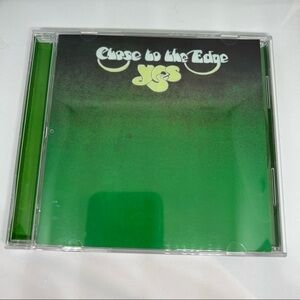 Close to the Edge
Yes